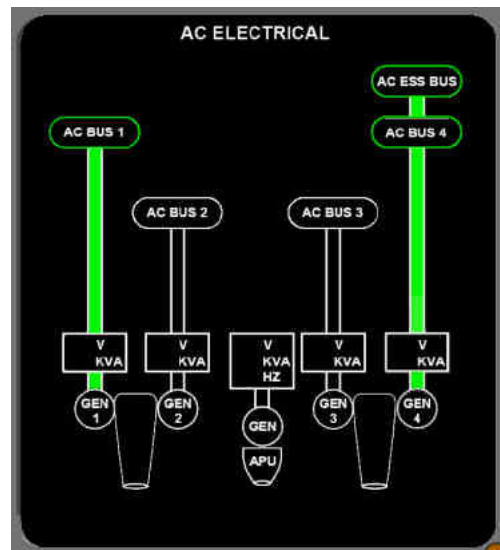 AC ELECTRICAL
AC ESS BUS
AC BUS 1
AC BUS 4
AC BUS 2
AC BUS 3
V
KVA
V
KVA
V
KVA
HZ
V
KVA
V
KVA
GEN
1
GEN
2
GEN
GEN
3
GEN
4
APU